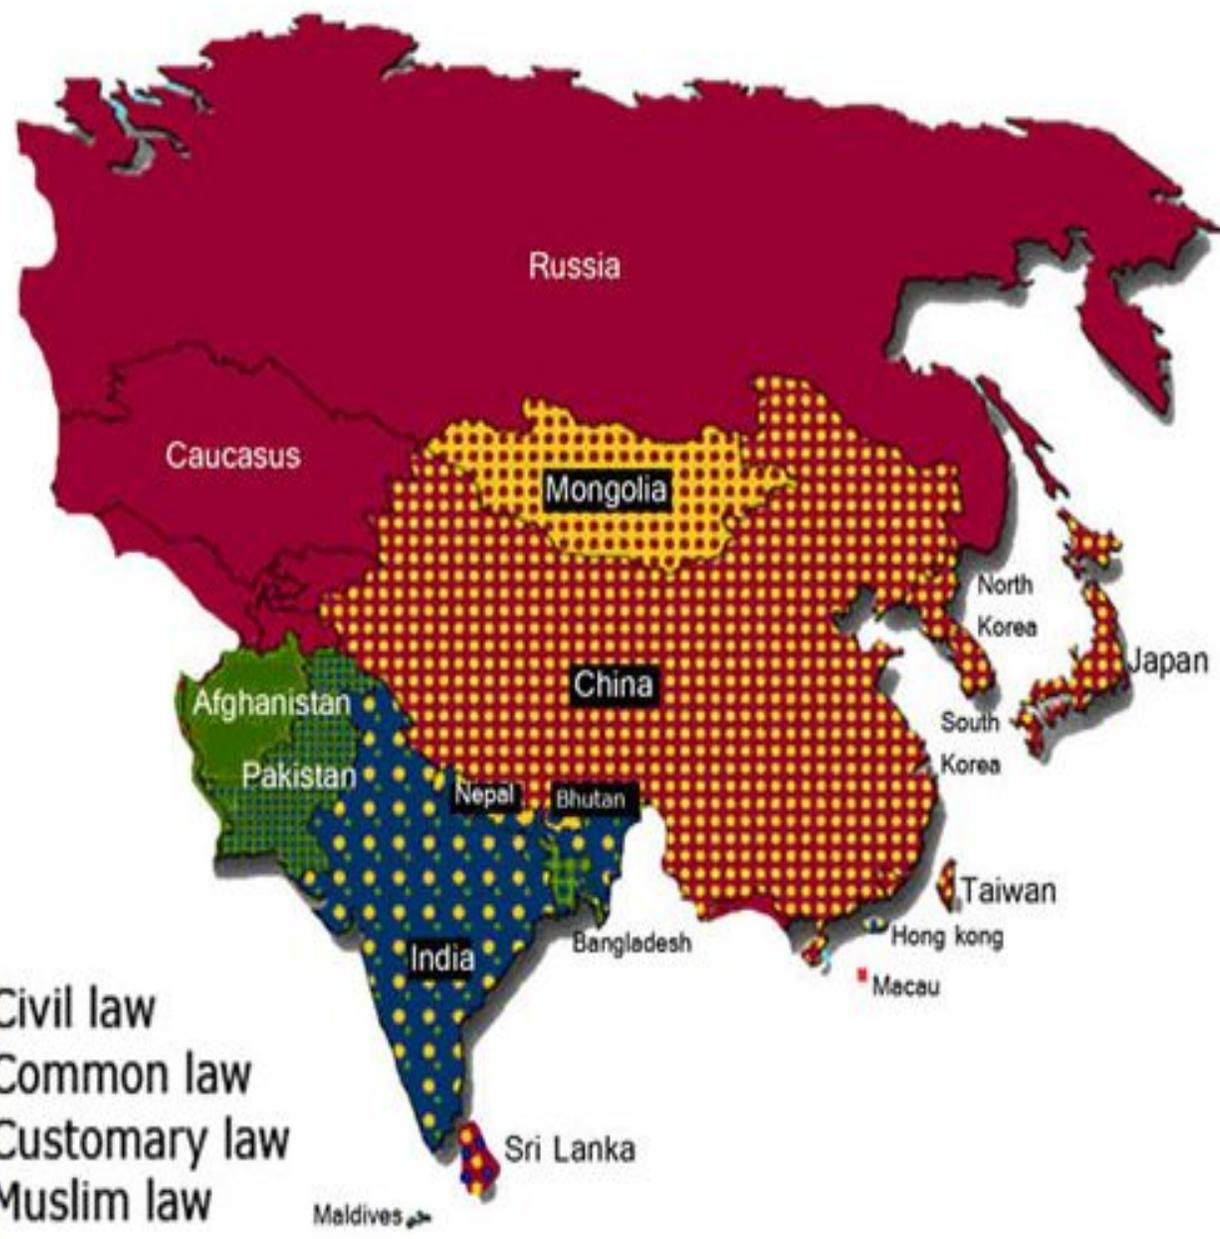 Russia
Caucasus
Mongolia
North
Korea
Japan
China
Afghanistan
South
Korea
Pakistan
Nepal
Bhutan
Taiwan
Hong kong
Bangladesh
India
Macau
Civil law
Common law
Customary law
Muslim law
Sri Lanka
Maldives